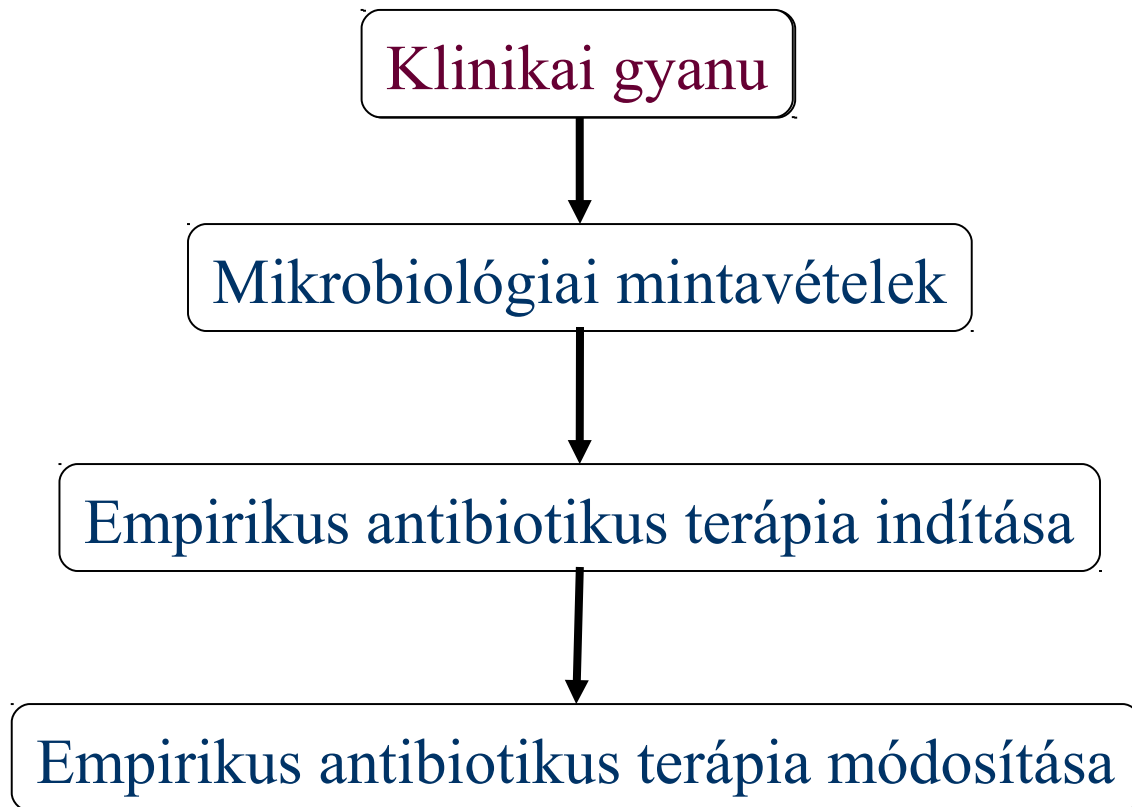 Klinikai gyanu
Mikrobiológiai mintavételek
Empirikus antibiotikus terápia indítása
Empirikus antibiotikus terápia módosítása